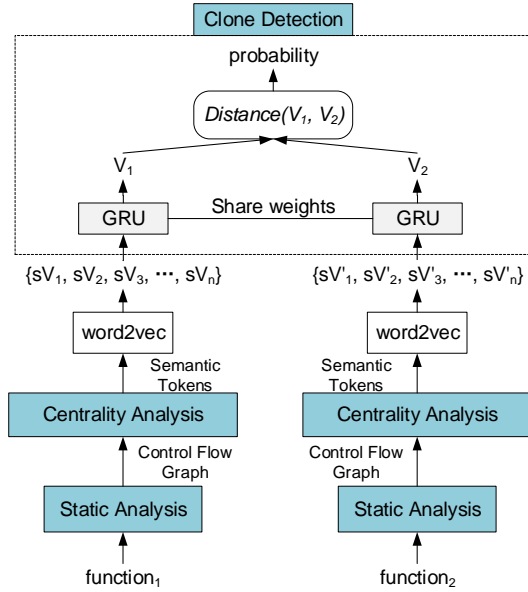 Clone Detection
probability
Distance(V₁, V₂)
V₁ V₂
GRU Share weights GRU
{sV₁, sV₂, sV₃, ···, sVₙ} {sV'₁, sV'₂, sV'₃, ···, sV'ₙ}
word2vec word2vec
Semantic Semantic
Tokens Tokens
Centrality Analysis Centrality Analysis
Control Flow Control Flow
Graph Graph
Static Analysis Static Analysis
function₁ function₂